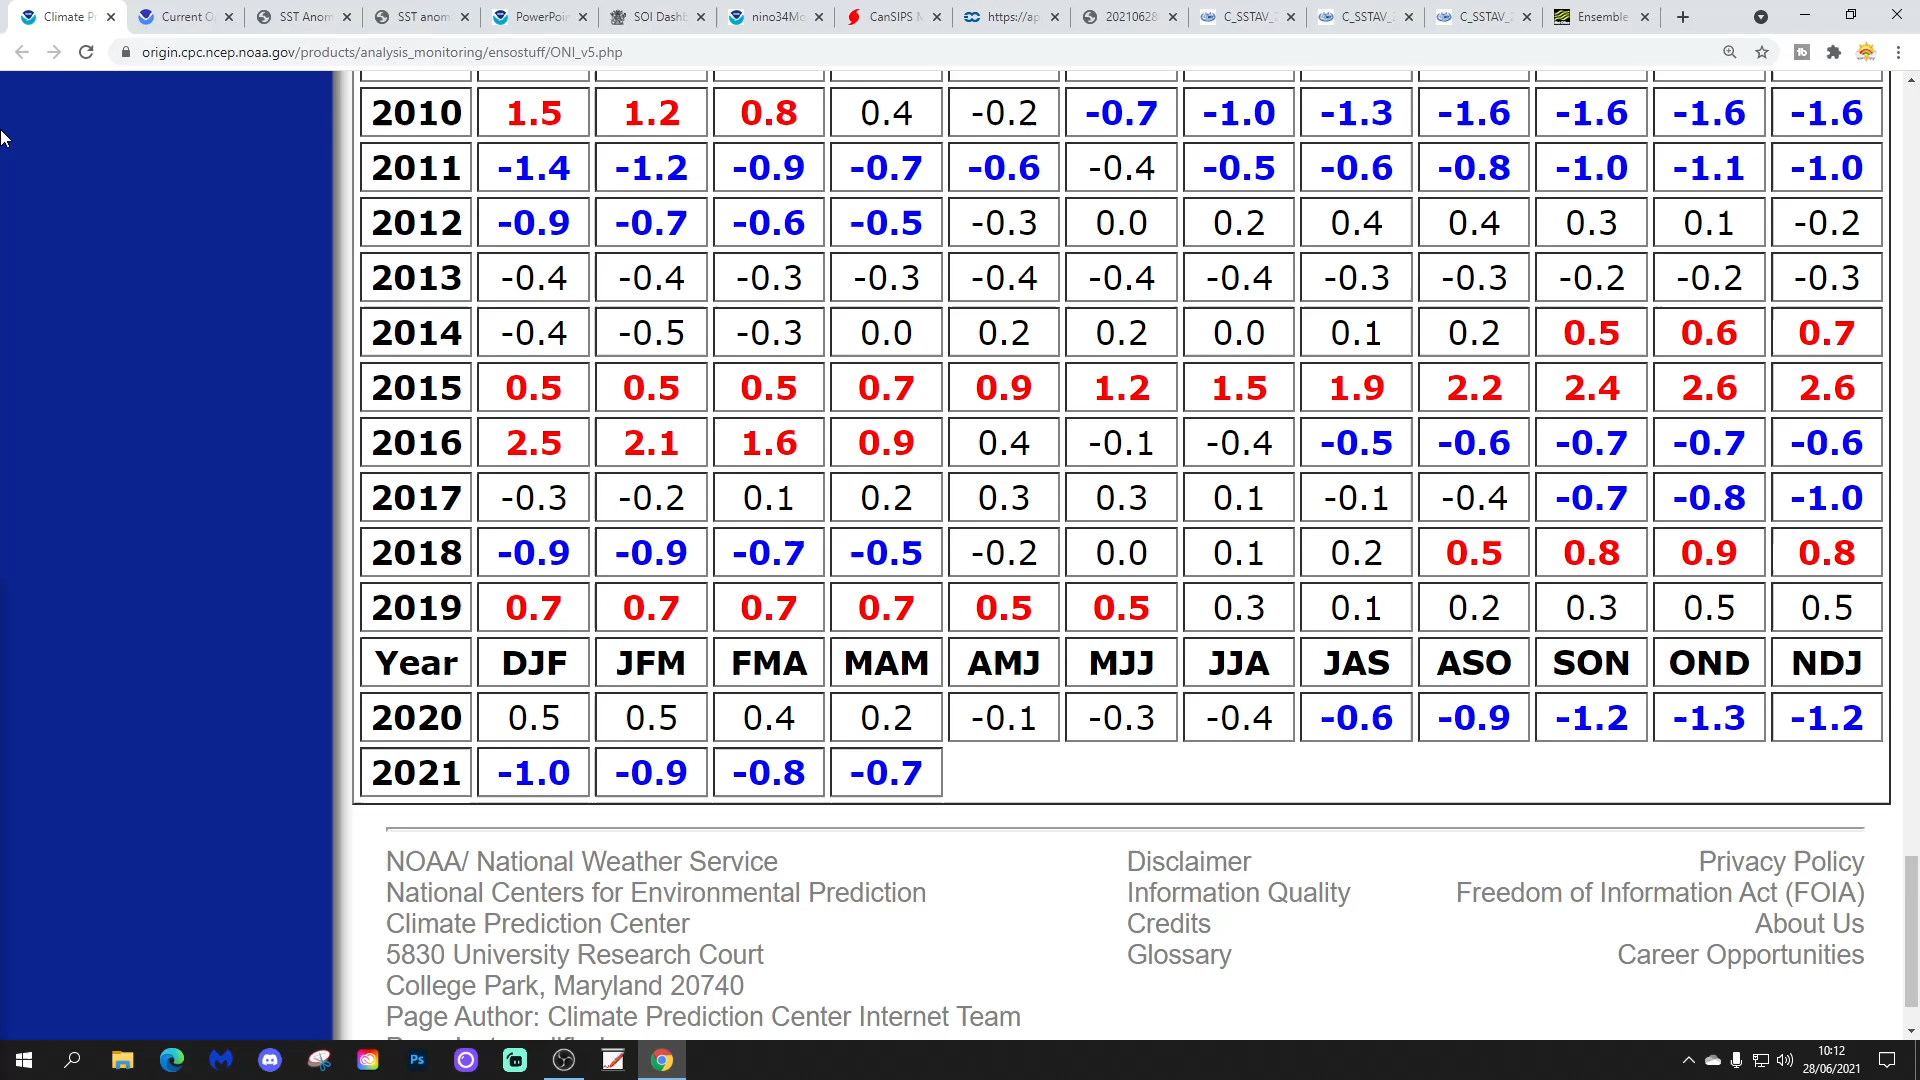 Climate P
Current O
SST Anom
SST anom
PowerPoin
SOI Dashb
nino34Mo
CanSIPS M
https://ap
20210628
C_SSTAV_
C_SSTAV_
C_SSTAV_
Ensemble
origin.cpc.ncep.noaa.gov/products/analysis_monitoring/ensostuff/ONI_v5.php
2010 1.5 1.2 0.8 0.4 -0.2 -0.7 -1.0 -1.3 -1.6 -1.6 -1.6 -1.6
2011 -1.4 -1.2 -0.9 -0.7 -0.6 -0.4 -0.5 -0.6 -0.8 -1.0 -1.1 -1.0
2012 -0.9 -0.7 -0.6 -0.5 -0.3 0.0 0.2 0.4 0.4 0.3 0.1 -0.2
2013 -0.4 -0.4 -0.3 -0.3 -0.4 -0.4 -0.4 -0.3 -0.3 -0.2 -0.2 -0.3
2014 -0.4 -0.5 -0.3 0.0 0.2 0.2 0.0 0.1 0.2 0.5 0.6 0.7
2015 0.5 0.5 0.5 0.7 0.9 1.2 1.5 1.9 2.2 2.4 2.6 2.6
2016 2.5 2.1 1.6 0.9 0.4 -0.1 -0.4 -0.5 -0.6 -0.7 -0.7 -0.6
2017 -0.3 -0.2 0.1 0.2 0.3 0.3 0.1 -0.1 -0.4 -0.7 -0.8 -1.0
2018 -0.9 -0.9 -0.7 -0.5 -0.2 0.0 0.1 0.2 0.5 0.8 0.9 0.8
2019 0.7 0.7 0.7 0.7 0.5 0.5 0.3 0.1 0.2 0.3 0.5 0.5
Year DJF JFM FMA MAM AMJ MJJ JJA JAS ASO SON OND NDJ
2020 0.5 0.5 0.4 0.2 -0.1 -0.3 -0.4 -0.6 -0.9 -1.2 -1.3 -1.2
2021 -1.0 -0.9 -0.8 -0.7
NOAA/ National Weather Service
National Centers for Environmental Prediction
Climate Prediction Center
5830 University Research Court
College Park, Maryland 20740
Page Author: Climate Prediction Center Internet Team
Disclaimer
Information Quality
Credits
Glossary
Privacy Policy
Freedom of Information Act (FOIA)
About Us
Career Opportunities
Ps
10:12
28/06/2021